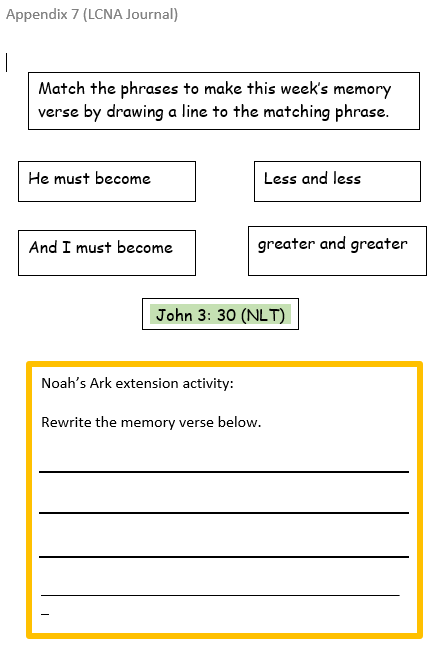 Appendix 7 (LCNA Journal)
Match the phrases to make this week's memory
verse by drawing a line to the matching phrase.
He must become
Less and less
And I must become
greater and greater
John 3: 30 (NLT)
Noah's Ark extension activity:
Rewrite the memory verse below.